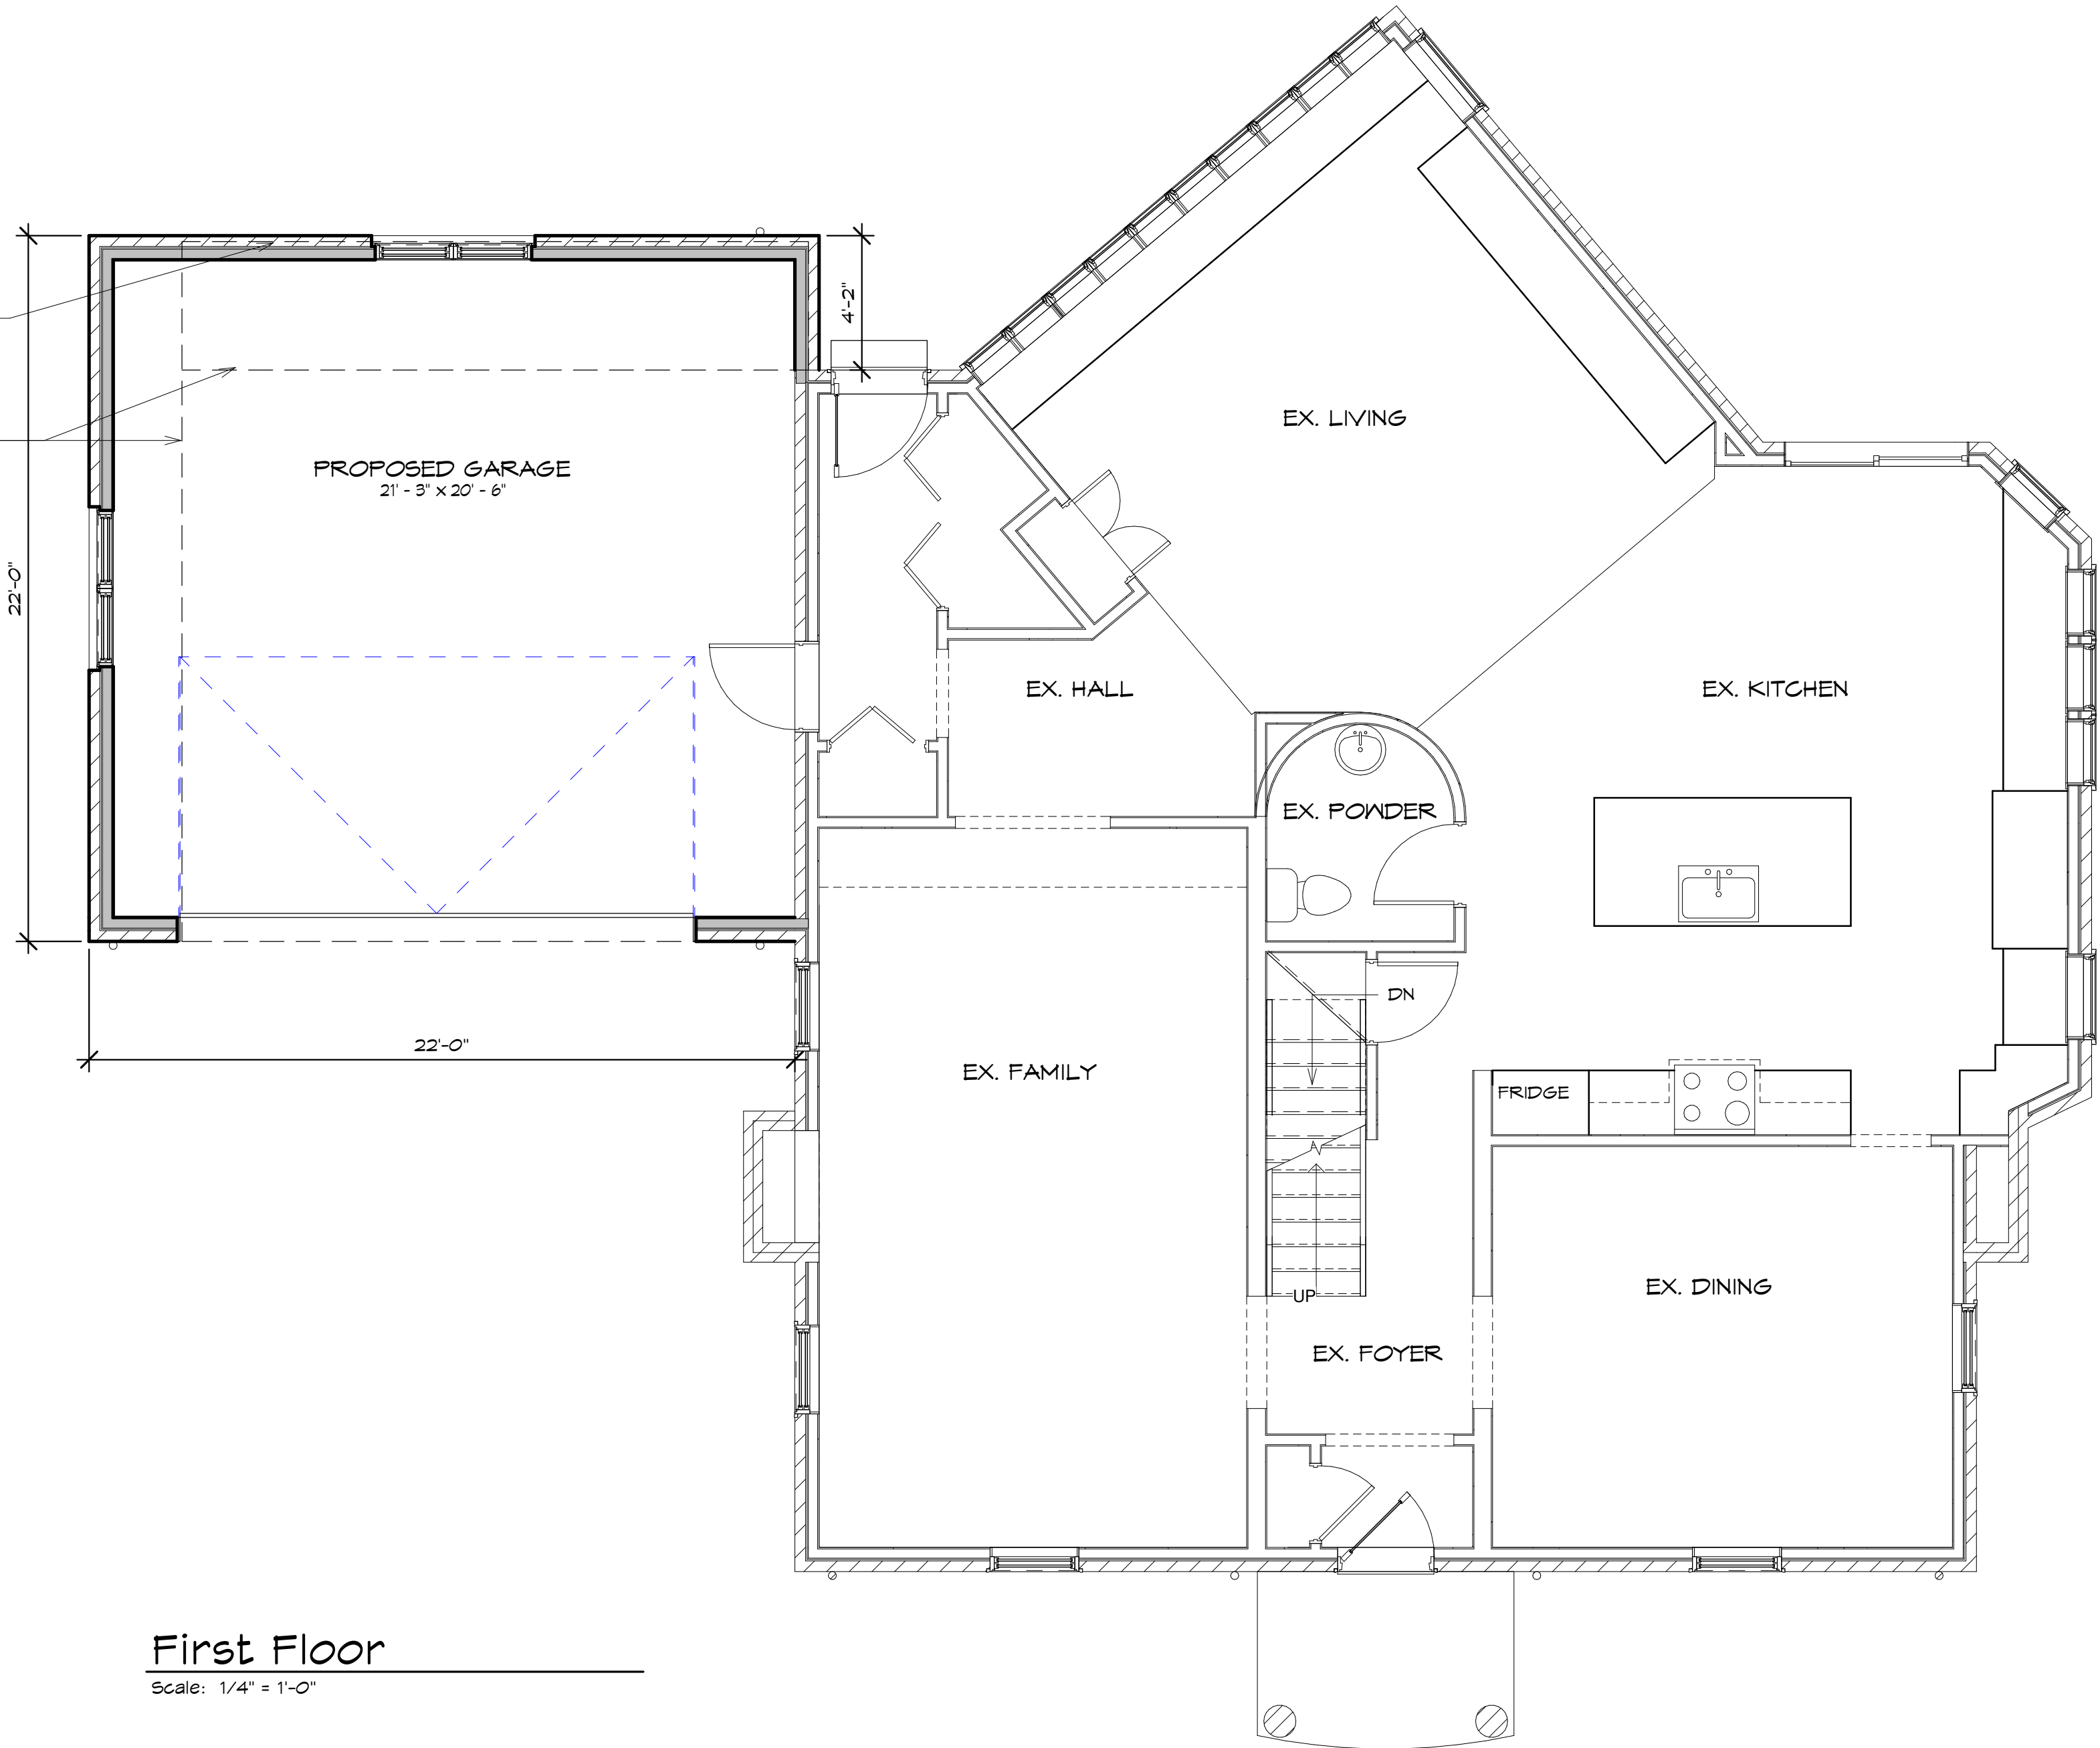 4'-2"
EX. LIVING
PROPOSED GARAGE
21' - 3" x 20' - 6"
22'-0"
EX. HALL
EX. KITCHEN
EX. POWDER
DN
22'-0"
EX. FAMILY
FRIDGE
EX. DINING
UP
EX. FOYER
First Floor
Scale: 1/4" = 1'-0"